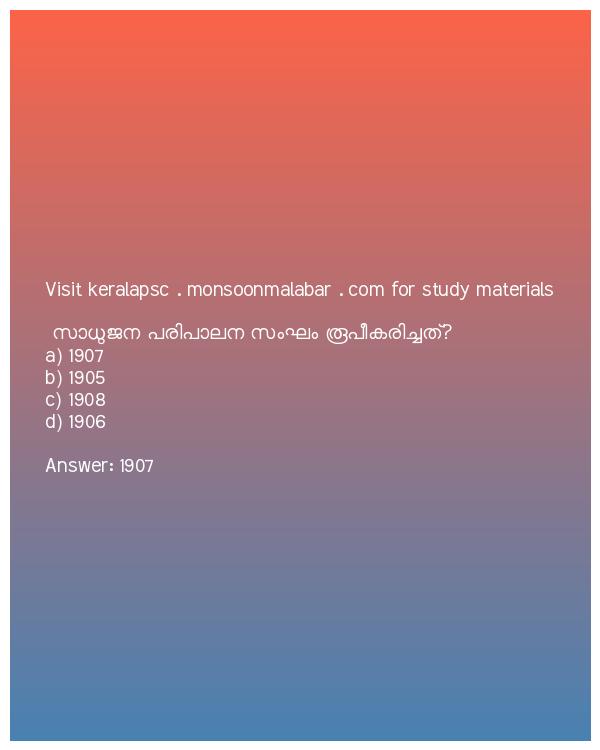 Visit keralapsc . monsoonmalabar . com for study materials
സാധുജന പരിപാലന സംഘം രൂപീകരിച്ചത്?
a) 1907
b) 1905
c) 1908
d) 1906
Answer: 1907